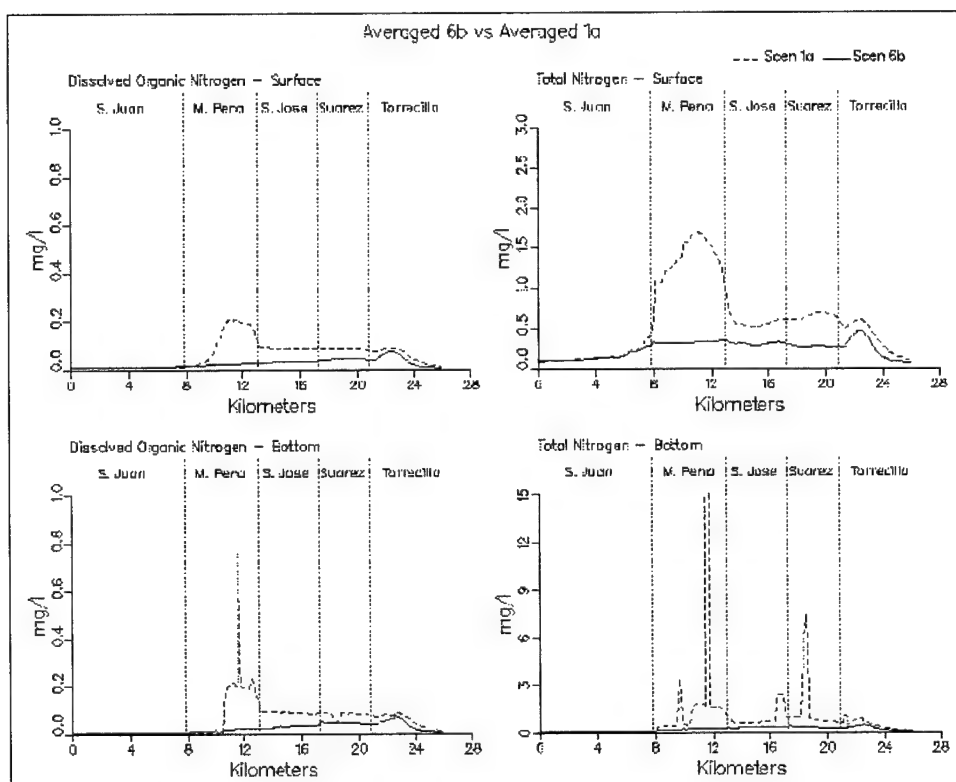 Averaged 6b vs Averaged 1a
Scen 1a Scen 6b
Dissolved Organic Nitrogen – Surface
S. Juan M. Pena S. Jose Suarez Torrecilla
mg/l
1.0
0.8
0.6
0.4
0.2
0.0
0 4 8 12 16 20 24 28
Kilometers
Total Nitrogen – Surface
S. Juan M. Pena S. Jose Suarez Torrecilla
mg/l
3.0
2.5
2.0
1.5
1.0
0.5
0.0
0 4 8 12 16 20 24 28
Kilometers
Dissolved Organic Nitrogen – Bottom
S. Juan M. Pena S. Jose Suarez Torrecilla
mg/l
1.0
0.8
0.6
0.4
0.2
0.0
0 4 8 12 16 20 24 28
Kilometers
Total Nitrogen – Bottom
S. Juan M. Pena S. Jose Suarez Torrecilla
mg/l
15
12
9
6
3
0
0 4 8 12 16 20 24 28
Kilometers